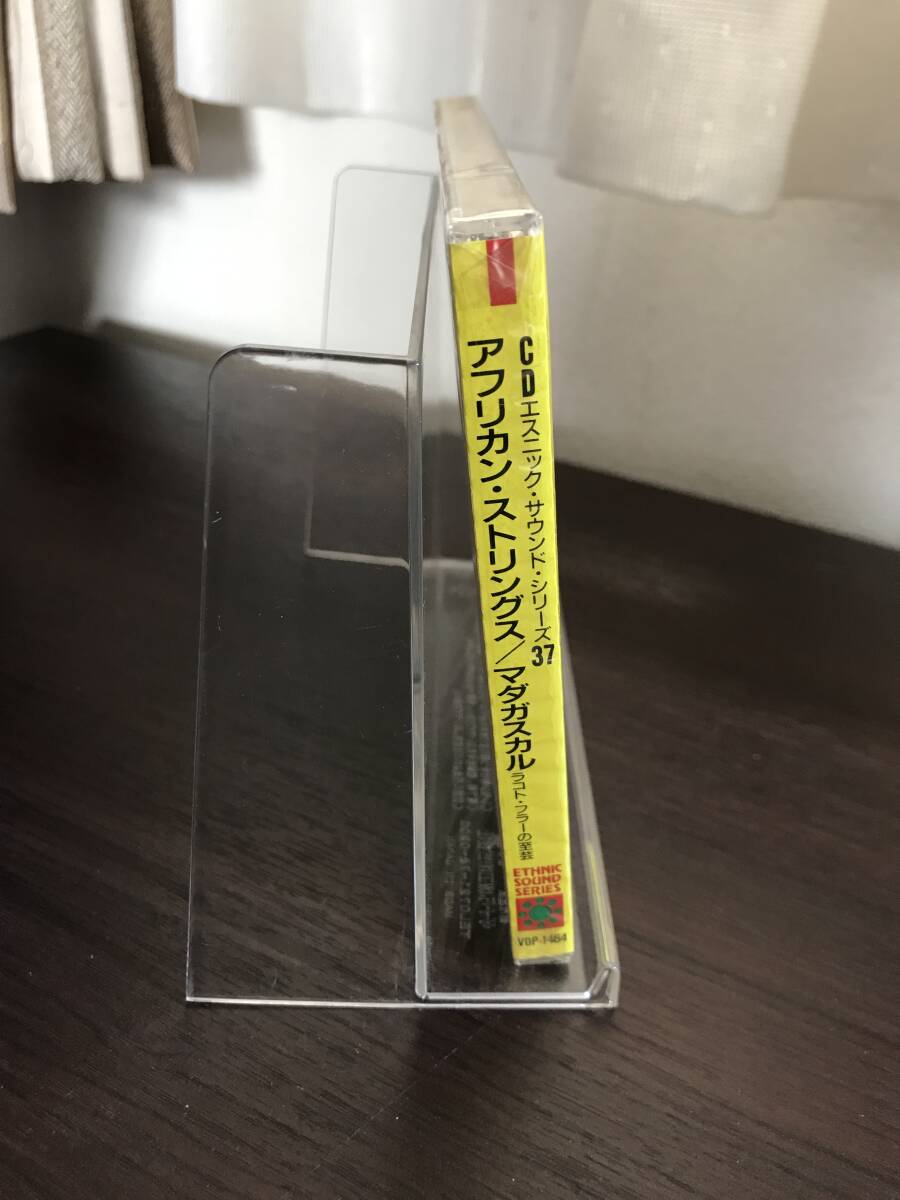 CDエスニック・サウンド・シリーズ37
アフリカン・ストリングス/マダガスカル
ラコト・フラーの至芸
ETHNIC
SOUND
SERIES
VDP-1464